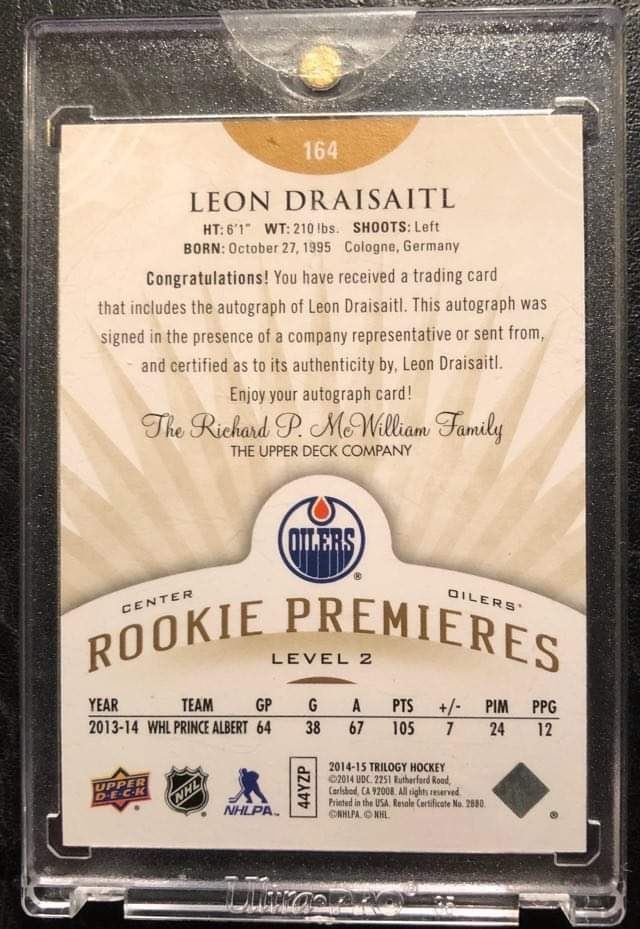 164
LEON DRAISAITL
HT: 6'1" WT: 210 lbs. SHOOTS: Left
BORN: October 27, 1995 Cologne, Germany
Congratulations! You have received a trading card
that includes the autograph of Leon Draisaitl. This autograph was
signed in the presence of a company representative or sent from,
and certified as to its authenticity by, Leon Draisaitl.
Enjoy your autograph card!
The Richard P. McWilliam Family
THE UPPER DECK COMPANY
OILERS
®
CENTER OILERS
ROOKIE PREMIERES
LEVEL 2
YEAR TEAM GP G A PTS +/- PIM PPG
2013-14 WHL PRINCE ALBERT 64 38 67 105 7 24 12
UPPER
D·E·C·K
NHL
NHLPA
44YZP
2014-15 TRILOGY HOCKEY
©2014 UDC. 2251 Rutherford Road,
Carlsbad, CA 92008. All rights reserved.
Printed in the USA. Resale Certificate No. 2880.
©NHLPA. © NHL.
®
Ultra·PRO